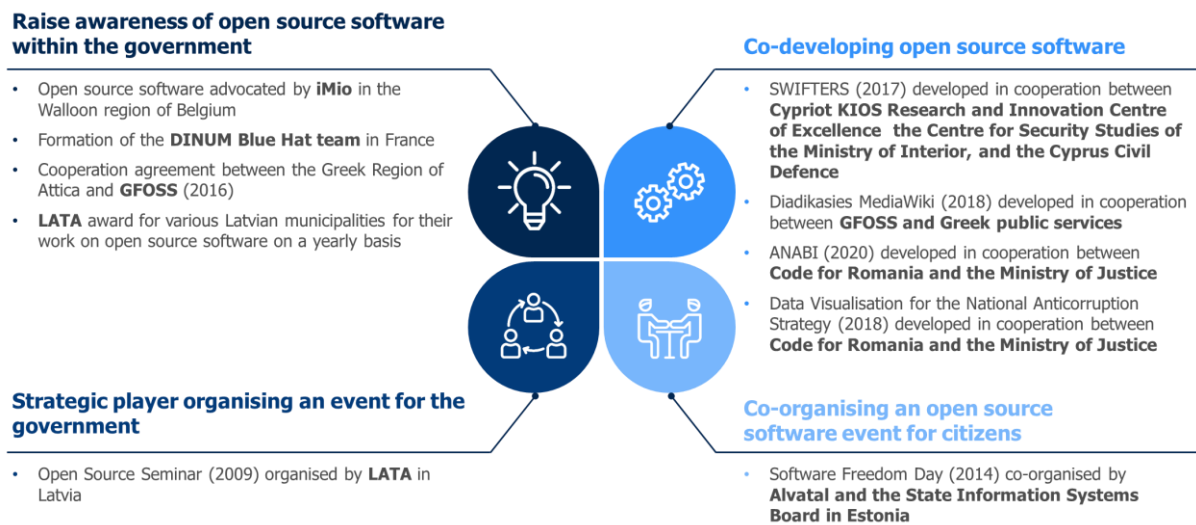 Raise awareness of open source software
within the government
• Open source software advocated by iMio in the
Walloon region of Belgium
• Formation of the DINUM Blue Hat team in France
• Cooperation agreement between the Greek Region of
Attica and GFOSS (2016)
• LATA award for various Latvian municipalities for their
work on open source software on a yearly basis
Co-developing open source software
• SWIFTERS (2017) developed in cooperation between
Cypriot KIOS Research and Innovation Centre
of Excellence the Centre for Security Studies of
the Ministry of Interior, and the Cyprus Civil
Defence
• Diadikasies MediaWiki (2018) developed in cooperation
between GFOSS and Greek public services
• ANABI (2020) developed in cooperation between
Code for Romania and the Ministry of Justice
• Data Visualisation for the National Anticorruption
Strategy (2018) developed in cooperation between
Code for Romania and the Ministry of Justice
Strategic player organising an event for the
government
• Open Source Seminar (2009) organised by LATA in
Latvia
Co-organising an open source
software event for citizens
• Software Freedom Day (2014) co-organised by
Alvatal and the State Information Systems
Board in Estonia